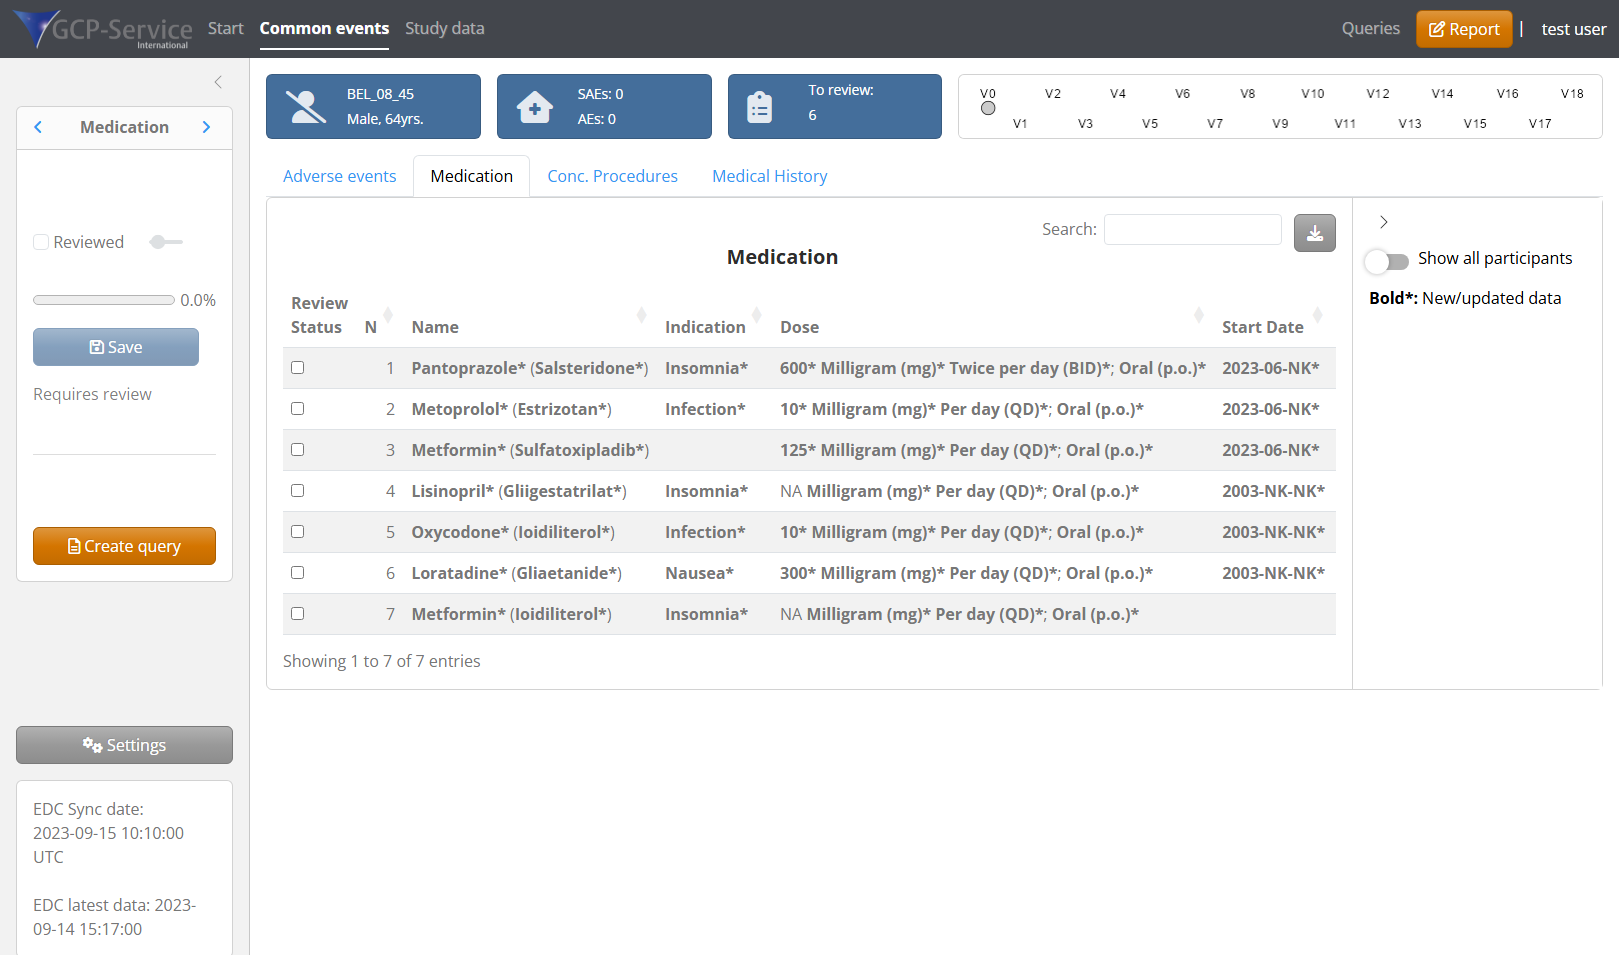 GCP-Service
International
Start
Common events
Study data
Queries
Report
|
test user
Medication
Reviewed
0.0%
Save
Requires review
Create query
Settings
EDC Sync date:
2023-09-15 10:10:00
UTC
EDC latest data: 2023-
09-14 15:17:00
BEL_08_45
Male, 64yrs.
SAEs: 0
AEs: 0
To review:
6
V0 V2 V4 V6 V8 V10 V12 V14 V16 V18
V1 V3 V5 V7 V9 V11 V13 V15 V17
Adverse events
Medication
Conc. Procedures
Medical History
Search:
Medication
Review
Status N Name Indication Dose Start Date
1 Pantoprazole* (Salsteridone*) Insomnia* 600* Milligram (mg)* Twice per day (BID)*; Oral (p.o.)* 2023-06-NK*
2 Metoprolol* (Estrizotan*) Infection* 10* Milligram (mg)* Per day (QD)*; Oral (p.o.)* 2023-06-NK*
3 Metformin* (Sulfatoxipladib*) 125* Milligram (mg)* Per day (QD)*; Oral (p.o.)* 2023-06-NK*
4 Lisinopril* (Gliigestatrilat*) Insomnia* NA Milligram (mg)* Per day (QD)*; Oral (p.o.)* 2003-NK-NK*
5 Oxycodone* (Ioidiliterol*) Infection* 10* Milligram (mg)* Per day (QD)*; Oral (p.o.)* 2003-NK-NK*
6 Loratadine* (Gliaetanide*) Nausea* 300* Milligram (mg)* Per day (QD)*; Oral (p.o.)* 2003-NK-NK*
7 Metformin* (Ioidiliterol*) Insomnia* NA Milligram (mg)* Per day (QD)*; Oral (p.o.)*
Showing 1 to 7 of 7 entries
Show all participants
Bold*: New/updated data